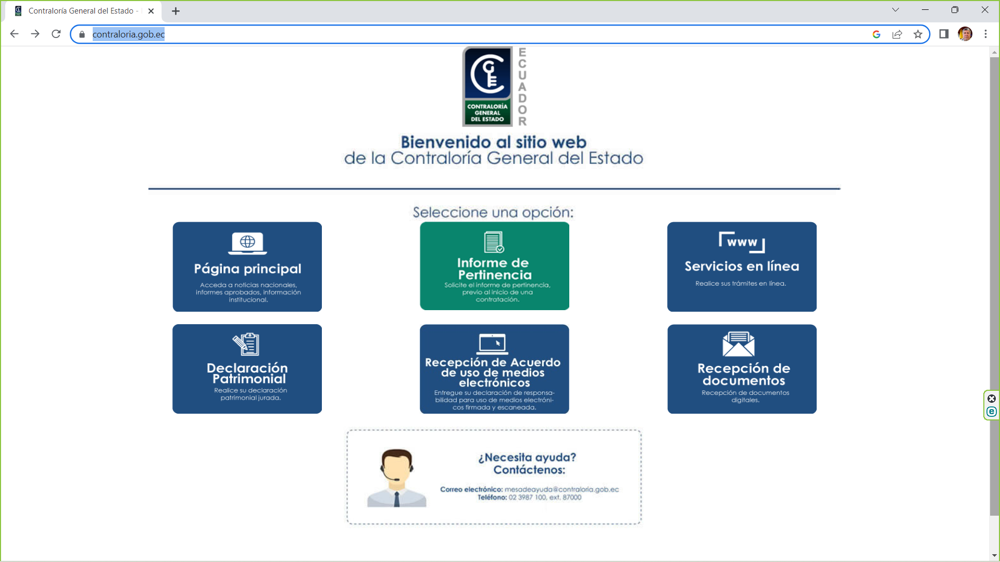 Contraloría General del Estado -
contraloria.gob.ec
ECUADOR
CGE
CONTRALORÍA
GENERAL
DEL ESTADO
Bienvenido al sitio web
de la Contraloría General del Estado
Seleccione una opción:
Página principal
Acceda a noticias nacionales,
informes aprobados, información
institucional.
Informe de
Pertinencia
Solicite el informe de pertinencia,
previo al inicio de una
contratación.
www
Servicios en línea
Realice sus trámites en línea.
Declaración
Patrimonial
Realice su declaración
patrimonial jurada.
Recepción de Acuerdo
de uso de medios
electrónicos
Entregue su declaración de responsa-
bilidad para uso de medios electróni-
cos firmada y escaneada.
Recepción de
documentos
Recepción de documentos
digitales.
¿Necesita ayuda?
Contáctenos:
Correo electrónico: mesadeayuda@contraloria.gob.ec
Teléfono: 02 3987 100, ext. 87000